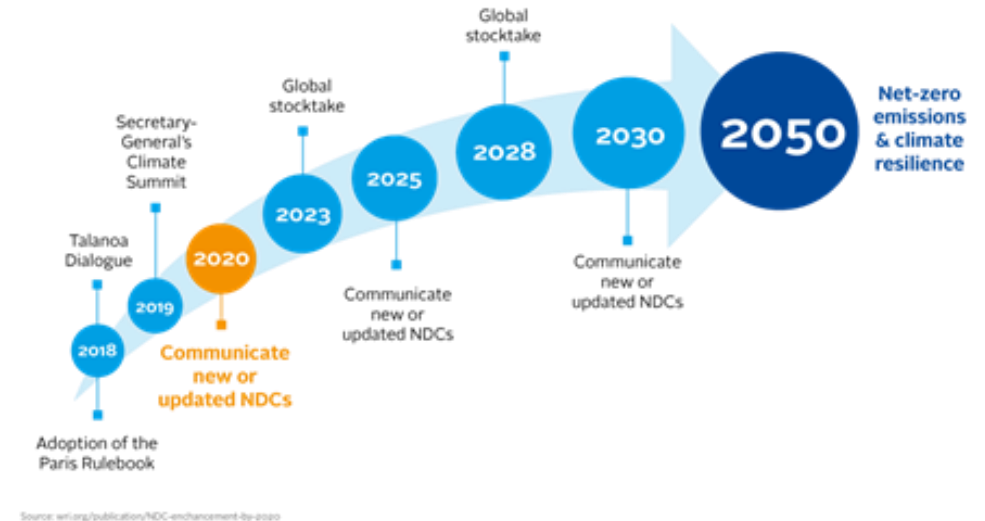 Global
stocktake
Global
stocktake
Secretary-
General's
Climate
Summit
Talanoa
Dialogue
2018
2019
2020
2023
2025
2028
2030
2050
Net-zero
emissions
& climate
resilience
Communicate
new or
updated NDCs
Communicate
new or
updated NDCs
Communicate
new or
updated NDCs
Adoption of the
Paris Rulebook
Source: wri.org/publication/NDC-enchancement-by-2020